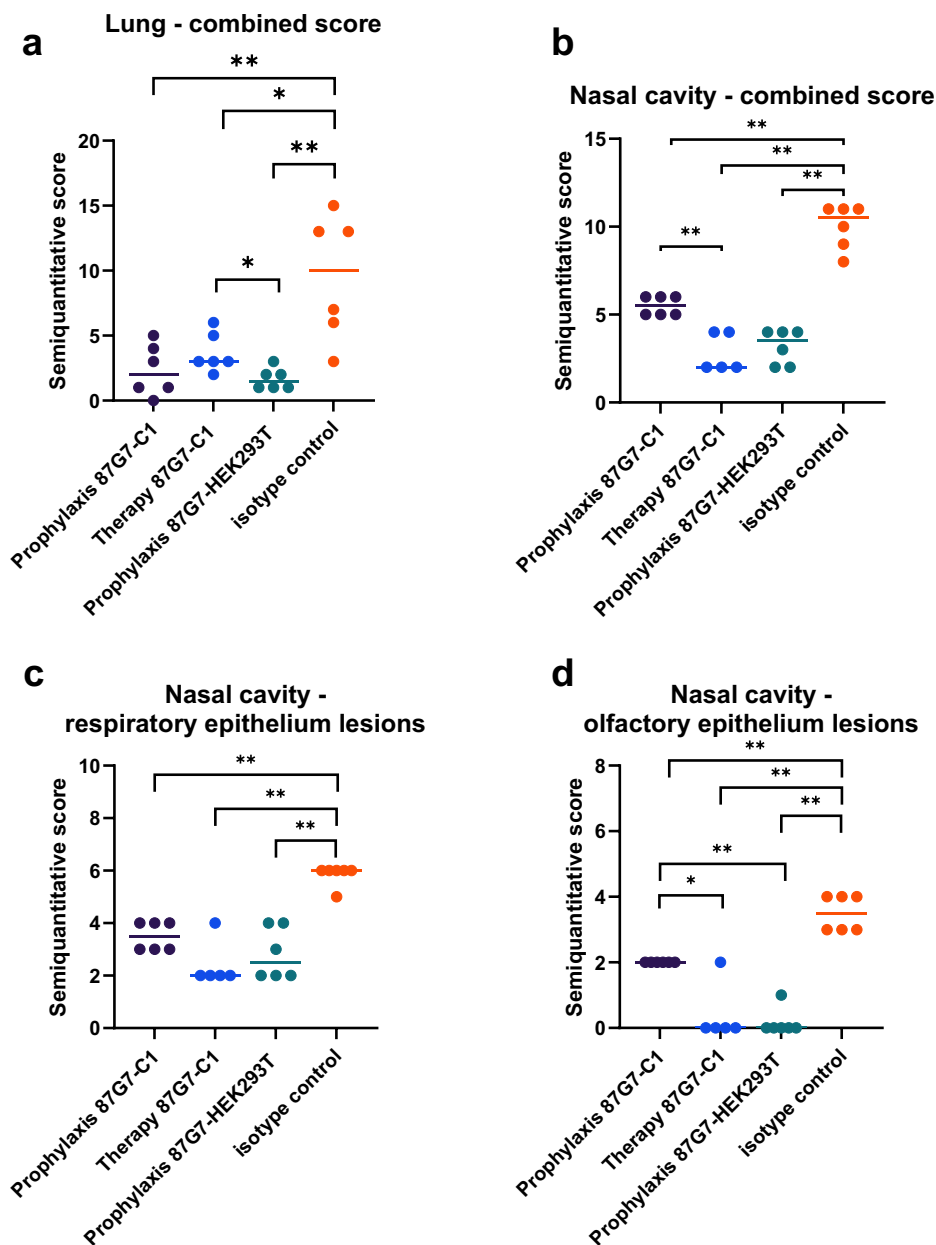 a
Lung - combined score
**
*
**
*
Semiquantitative score
20
15
10
5
0
Prophylaxis 87G7-C1
Therapy 87G7-C1
Prophylaxis 87G7-HEK293T
isotype control
b
Nasal cavity - combined score
**
**
**
**
Semiquantitative score
15
10
5
0
Prophylaxis 87G7-C1
Therapy 87G7-C1
Prophylaxis 87G7-HEK293T
isotype control
c
Nasal cavity -
respiratory epithelium lesions
**
**
**
Semiquantitative score
10
8
6
4
2
0
Prophylaxis 87G7-C1
Therapy 87G7-C1
Prophylaxis 87G7-HEK293T
isotype control
d
Nasal cavity -
olfactory epithelium lesions
**
**
**
**
*
Semiquantitative score
8
6
4
2
0
Prophylaxis 87G7-C1
Therapy 87G7-C1
Prophylaxis 87G7-HEK293T
isotype control